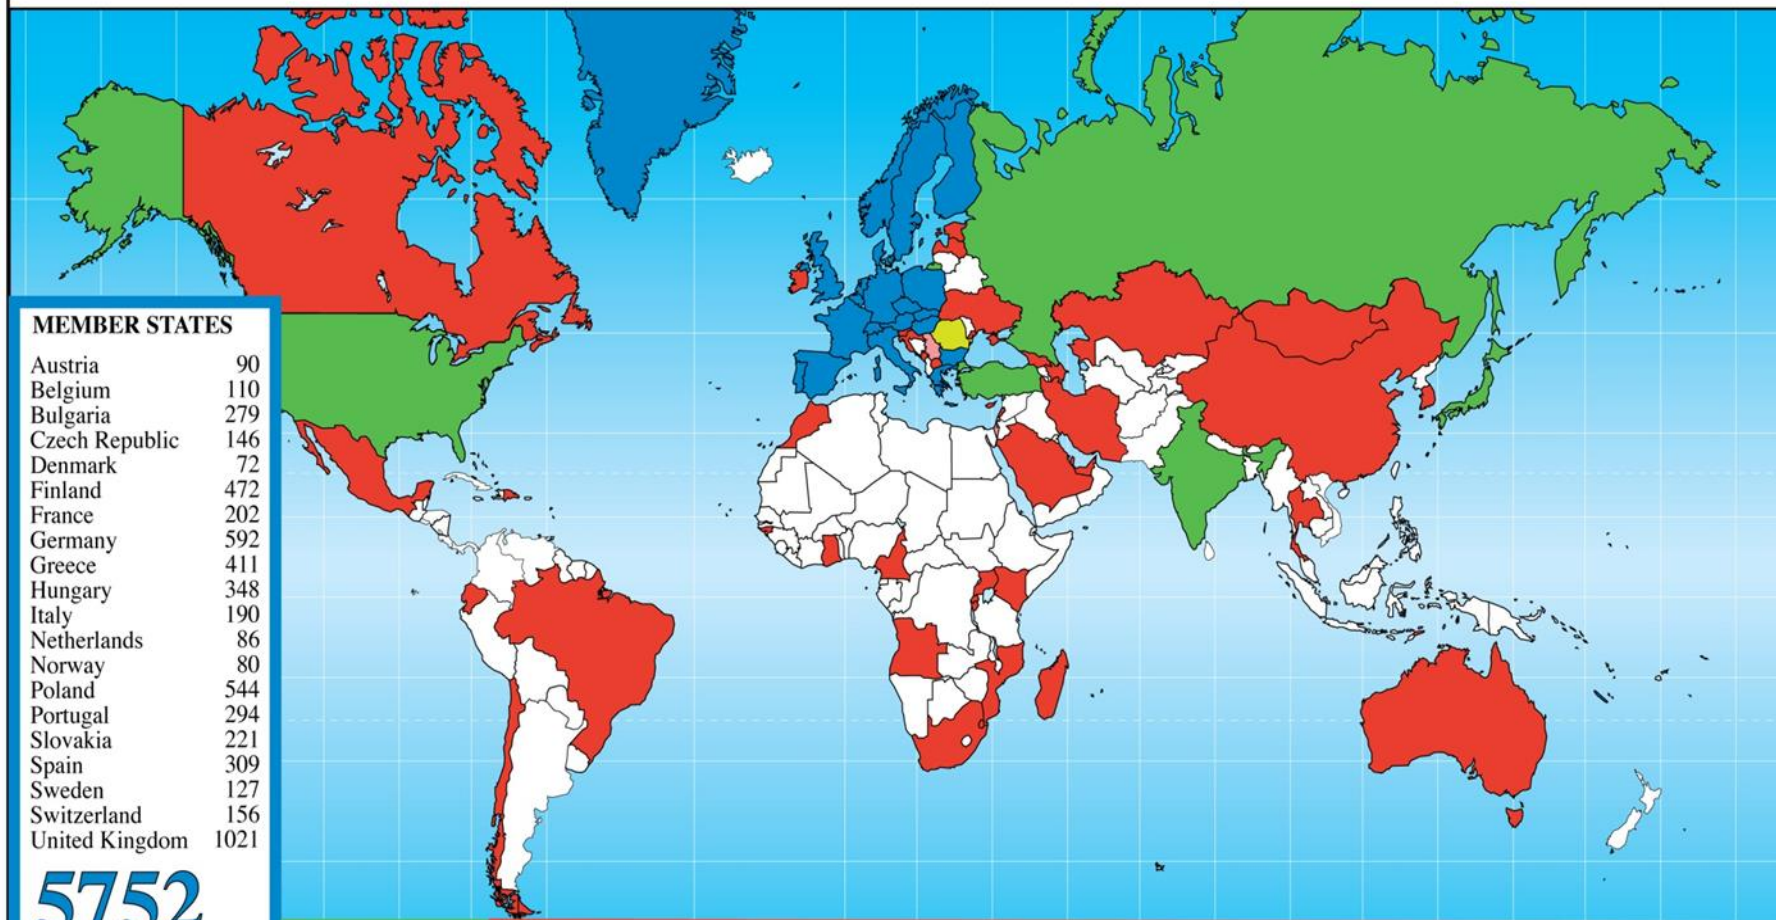 MEMBER STATES
Austria 90
Belgium 110
Bulgaria 279
Czech Republic 146
Denmark 72
Finland 472
France 202
Germany 592
Greece 411
Hungary 348
Italy 190
Netherlands 86
Norway 80
Poland 544
Portugal 294
Slovakia 221
Spain 309
Sweden 127
Switzerland 156
United Kingdom 1021
5752